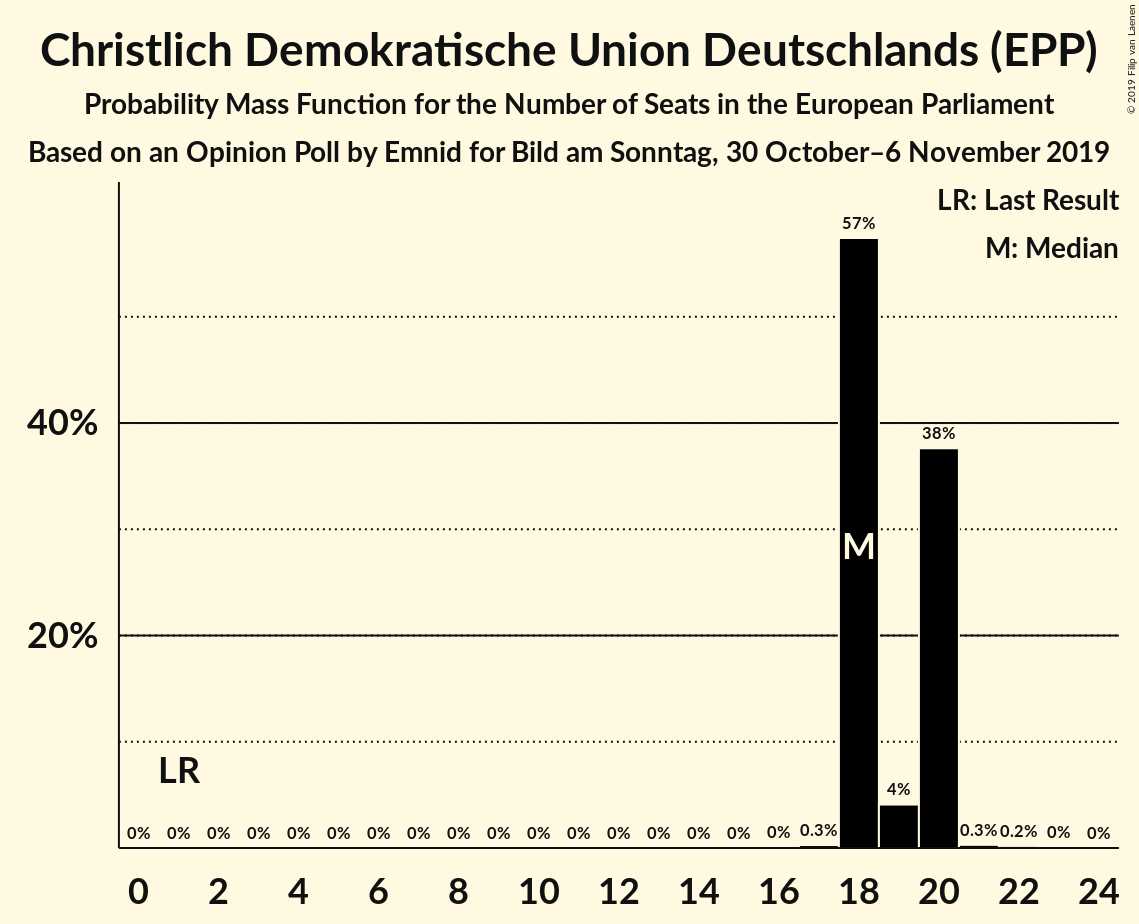 Christlich Demokratische Union Deutschlands (EPP)
Probability Mass Function for the Number of Seats in the European Parliament
Based on an Opinion Poll by Emnid for Bild am Sonntag, 30 October–6 November 2019
© 2019 Filip van Laenen
LR: Last Result
M: Median
57%
40%
38%
M
20%
LR
4%
0% 0% 0% 0% 0% 0% 0% 0% 0% 0% 0% 0% 0% 0% 0% 0% 0% 0.3% 0.3% 0.2% 0% 0%
0 2 4 6 8 10 12 14 16 18 20 22 24